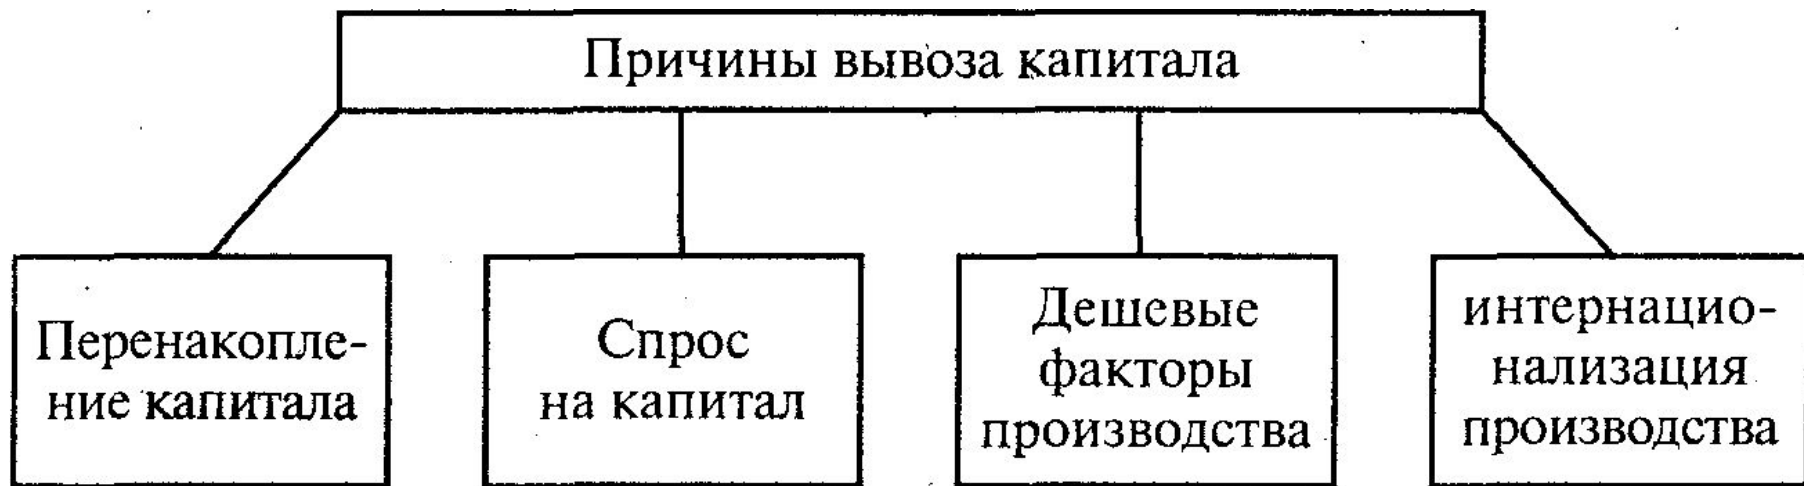 Причины вывоза капитала
Перенакопле-
ние капитала
Спрос
на капитал
Дешевые
факторы
производства
интернацио-
нализация
производства